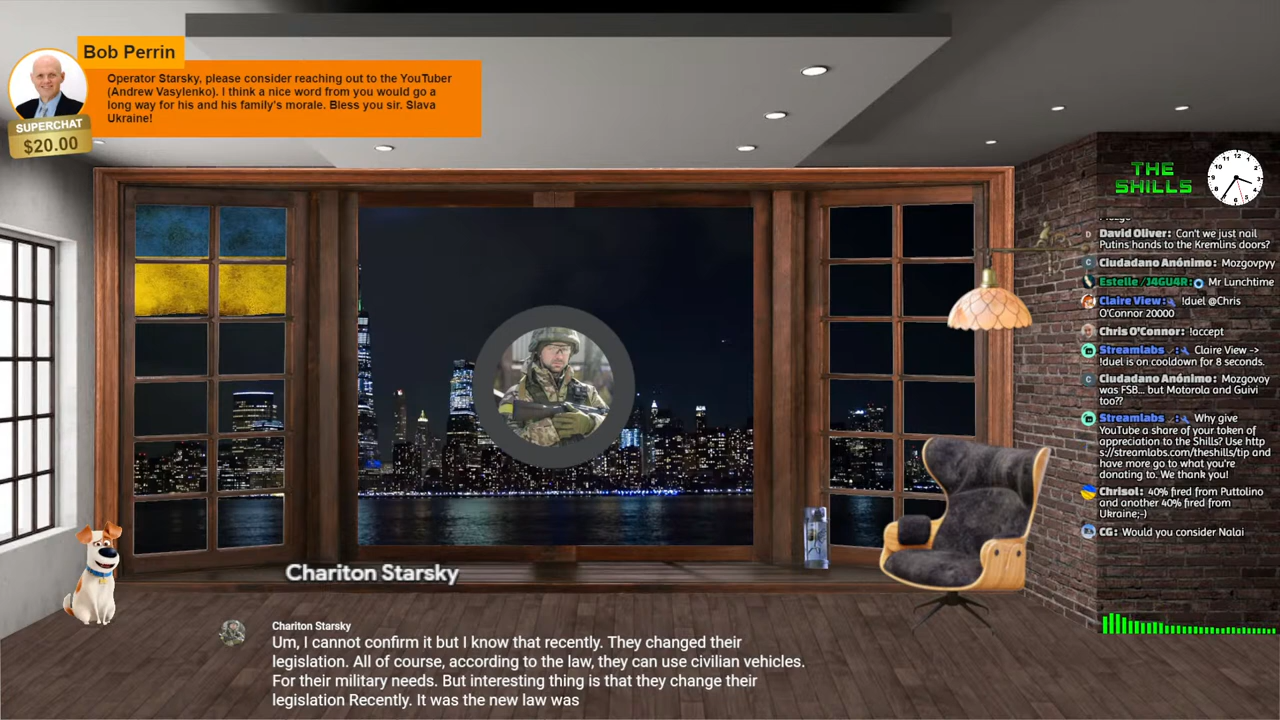 Bob Perrin
Operator Starsky, please consider reaching out to the YouTuber
(Andrew Vasylenko). I think a nice word from you would go a
long way for his and his family's morale. Bless you sir. Slava
Ukraine!
SUPERCHAT
$20.00
THE
SHILLS
David Oliver: Can't we just nail
Putins hands to the Kremlins doors?
Ciudadano Anónimo: Mozgovpyy
Estelle /J4GU4R: Mr Lunchtime
Claire View: !duel @Chris
O'Connor 20000
Chris O'Connor: !accept
Streamlabs: Claire View ->
!duel is on cooldown for 8 seconds.
Ciudadano Anónimo: Mozgovoy
was FSB... but Motorola and Guivi
too??
Streamlabs: Why give
YouTube a share of your token of
appreciation to the Shills? Use http
s://streamlabs.com/theshills/tip and
have more go to what you're
donating to. We thank you!
Chrisol: 40% fired from Puttolino
and another 40% fired from
Ukraine;-)
CG: Would you consider Nalai
Chariton Starsky
Chariton Starsky
Um, I cannot confirm it but I know that recently. They changed their
legislation. All of course, according to the law, they can use civilian vehicles.
For their military needs. But interesting thing is that they change their
legislation Recently. It was the new law was